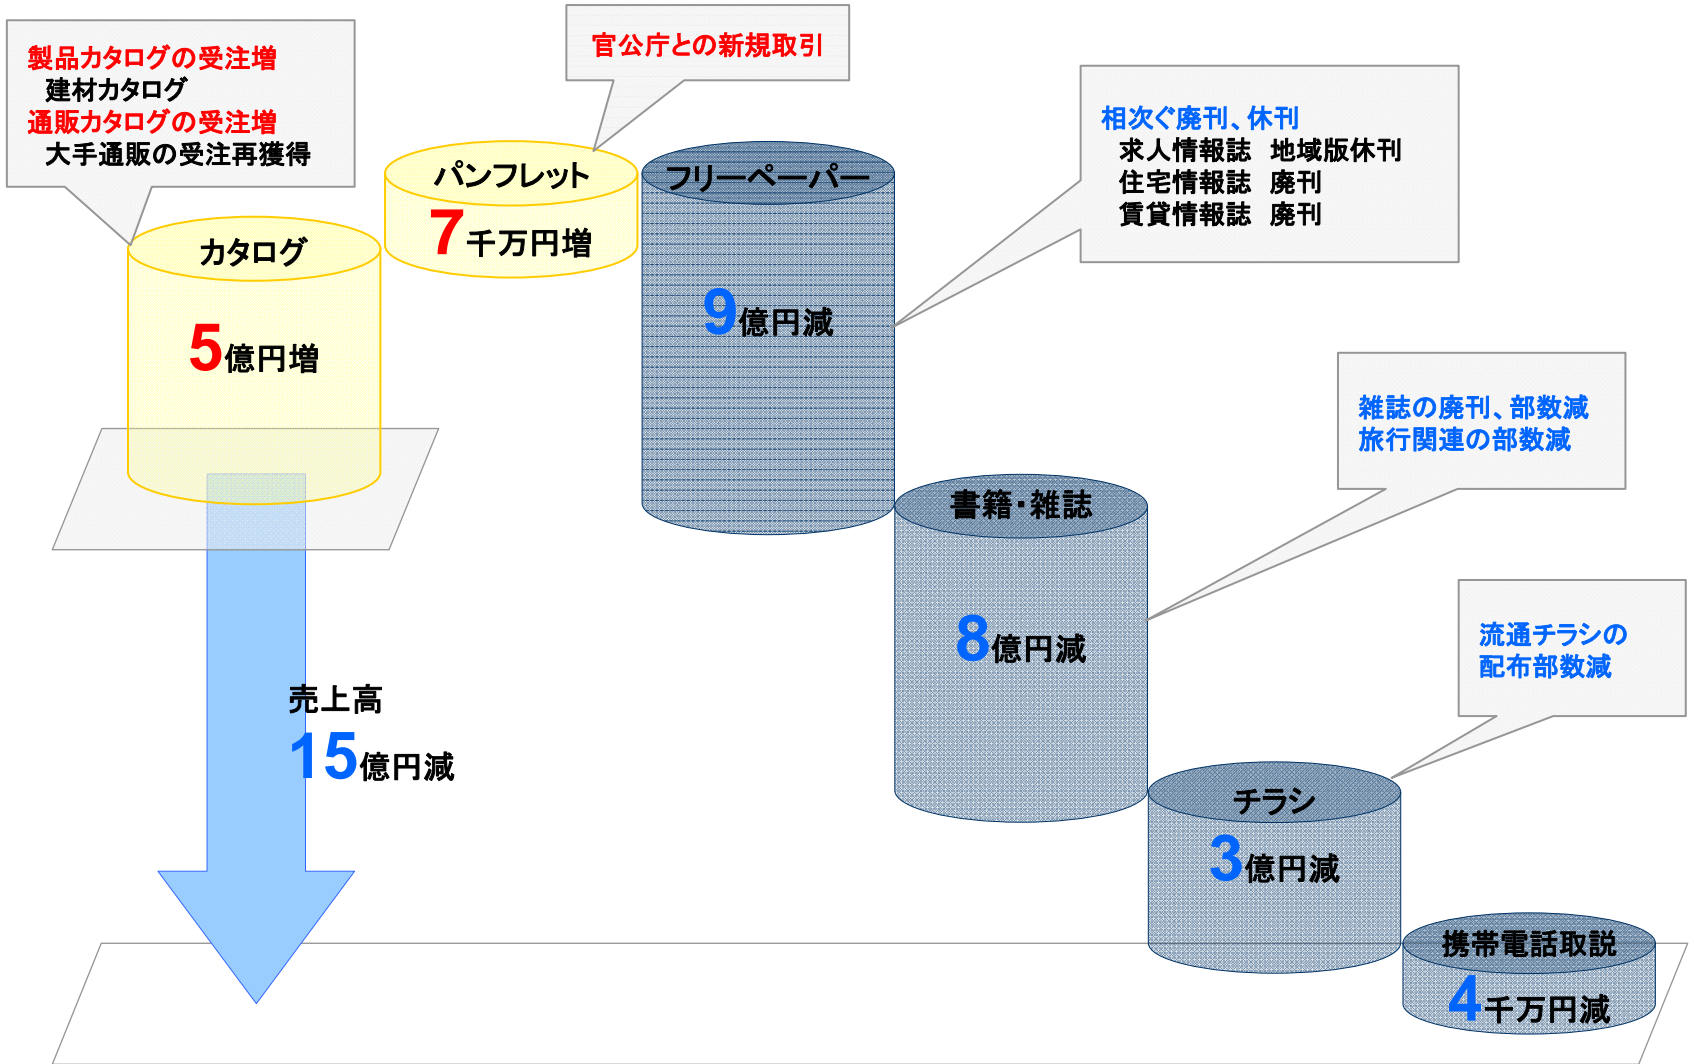 製品カタログの受注増
建材カタログ
通販カタログの受注増
大手通販の受注再獲得
官公庁との新規取引
相次ぐ廃刊、休刊
求人情報誌　地域版休刊
住宅情報誌　廃刊
賃貸情報誌　廃刊
カタログ
5億円増
パンフレット
7千万円増
フリーペーパー
9億円減
雑誌の廃刊、部数減
旅行関連の部数減
書籍・雑誌
8億円減
流通チラシの
配布部数減
売上高
15億円減
チラシ
3億円減
携帯電話取説
4千万円減